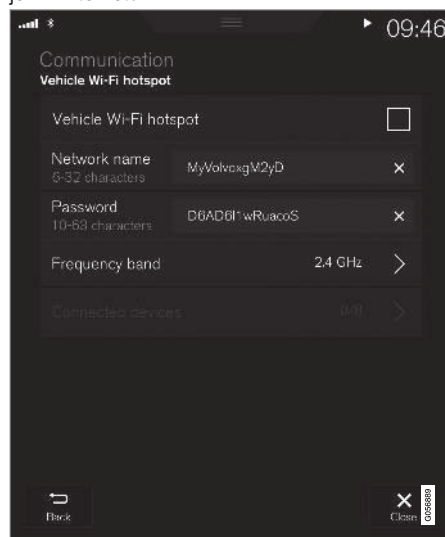 09:46
Communication
Vehicle Wi-Fi hotspot
Vehicle Wi-Fi hotspot
Network name
6-32 characters
MyVolvoxgM2yD
Password
10-63 characters
D6AD6I1wRuacoS
Frequency band
2.4 GHz
Connected devices
Back
Close
G056889